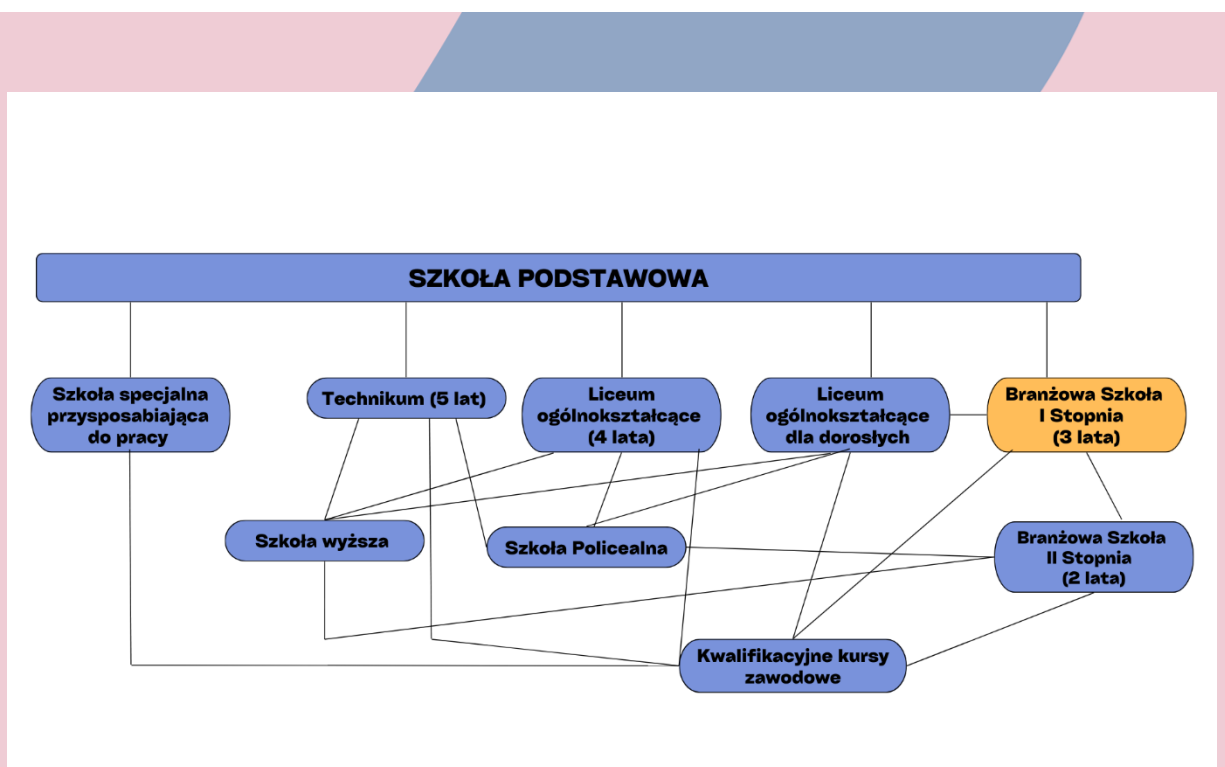 SZKOŁA PODSTAWOWA
Szkoła specjalna
przysposabiająca
do pracy
Technikum (5 lat)
Liceum
ogólnokształcące
(4 lata)
Liceum
ogólnokształcące
dla dorosłych
Branżowa Szkoła
I Stopnia
(3 lata)
Szkoła wyższa
Szkoła Policealna
Branżowa Szkoła
II Stopnia
(2 lata)
Kwalifikacyjne kursy
zawodowe